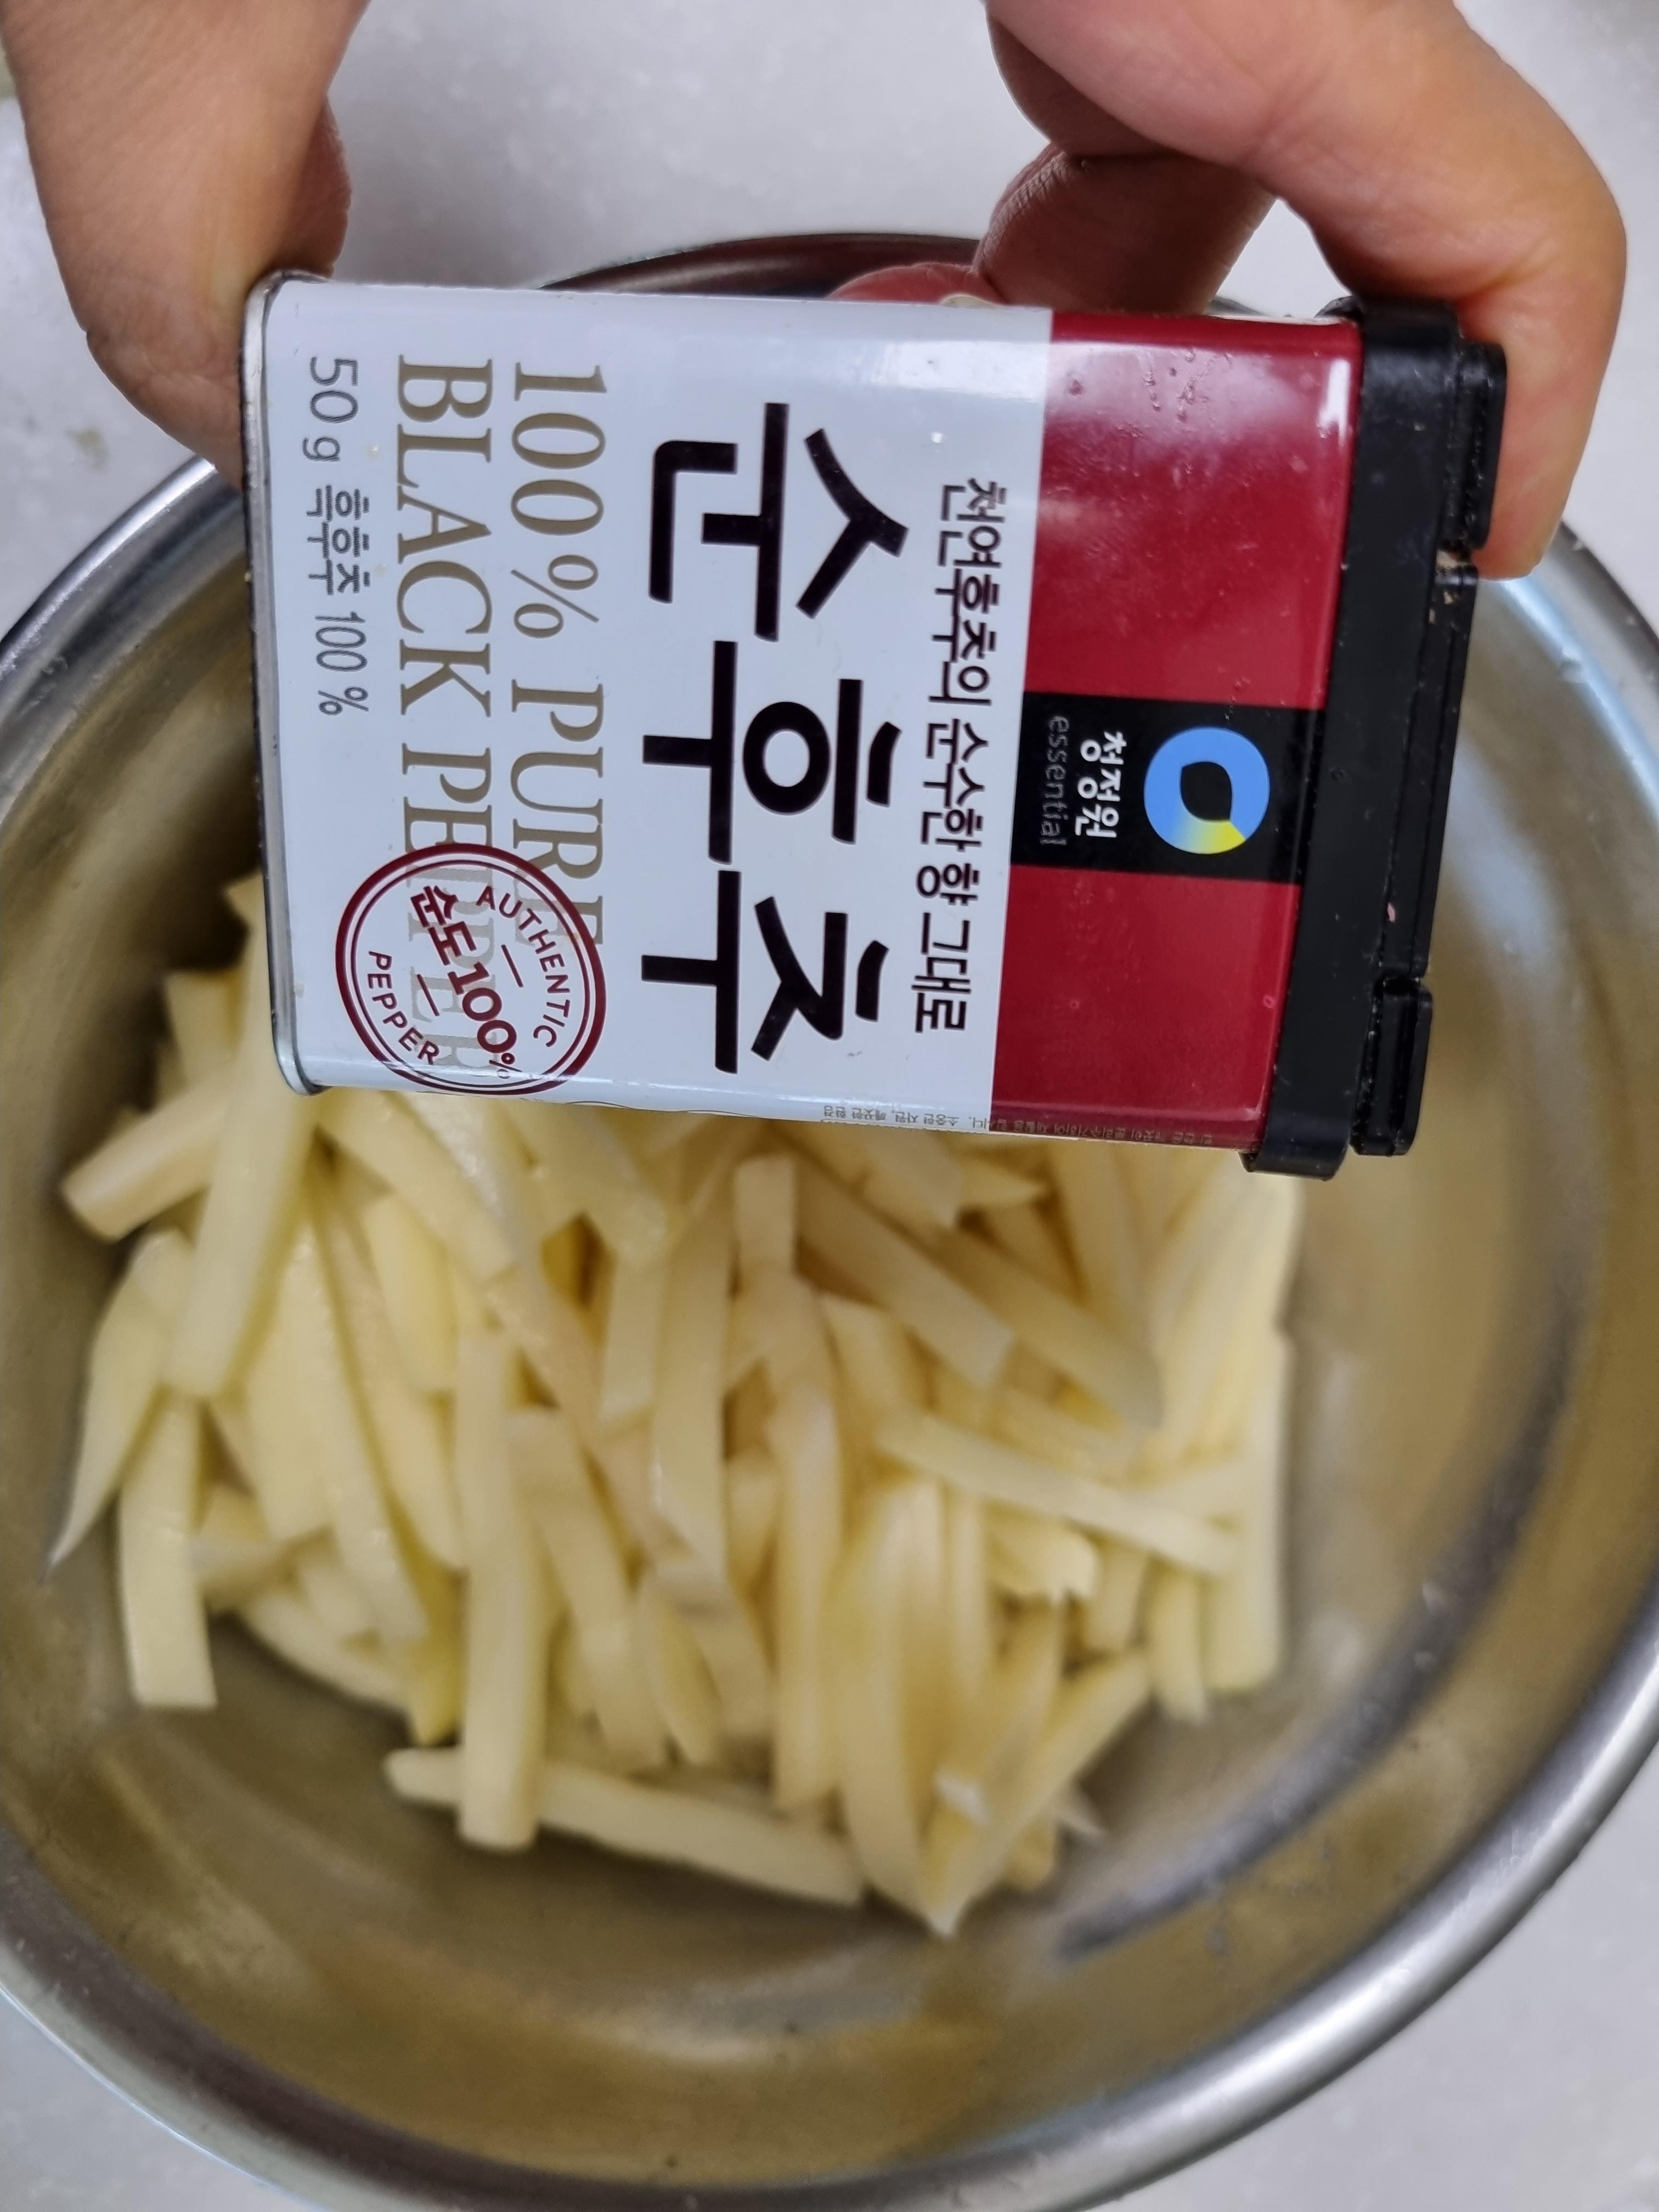 청정원
essential
천연후추의 순수한 향 그대로
순후추
100% PURE
BLACK PEPPER
50 g 흑후추 100 %
AUTHENTIC
순도100%
PEPPER